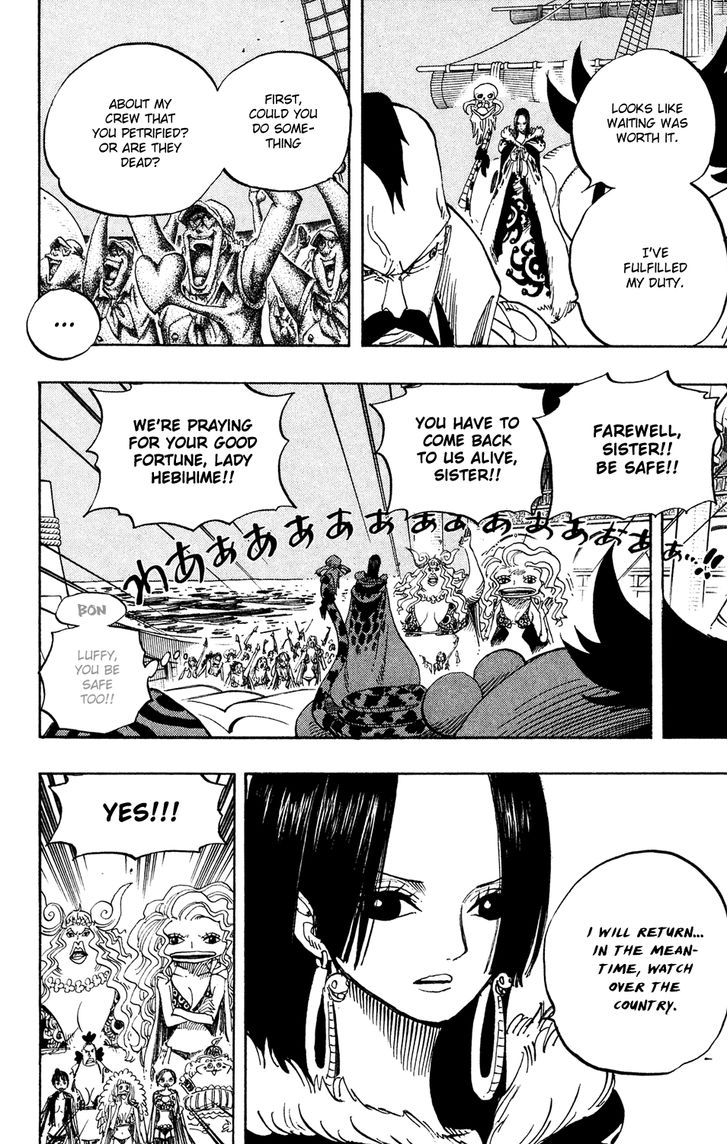 LOOKS LIKE
WAITING WAS
WORTH IT.
I'VE
FULFILLED
MY DUTY.
FIRST,
COULD YOU
DO SOME-
THING
ABOUT MY
CREW THAT
YOU PETRIFIED?
OR ARE THEY
DEAD?
...
FAREWELL,
SISTER!!
BE SAFE!!
YOU HAVE TO
COME BACK
TO US ALIVE,
SISTER!!
WE'RE PRAYING
FOR YOUR GOOD
FORTUNE, LADY
HEBIHIME!!
わあああああああああああああ...!!
BON
LUFFY,
YOU BE
SAFE
TOO!!
I WILL RETURN...
IN THE MEAN-
TIME, WATCH
OVER THE
COUNTRY.
YES!!!